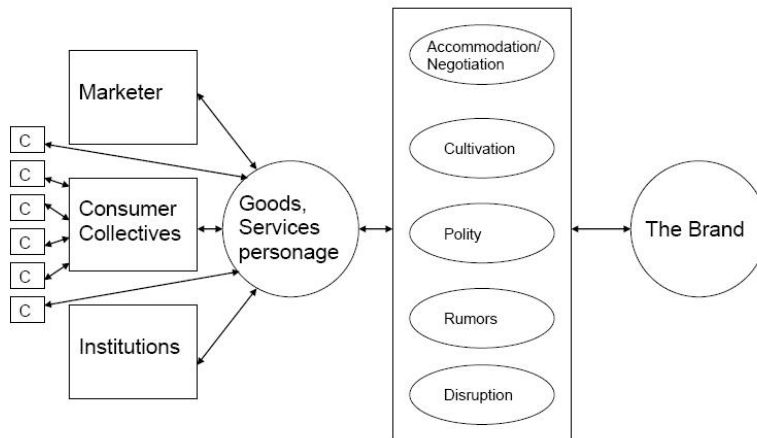 Marketer
C
C
C
C
C
C
Consumer
Collectives
Institutions
Goods,
Services
personage
Accommodation/
Negotiation
Cultivation
Polity
Rumors
Disruption
The Brand